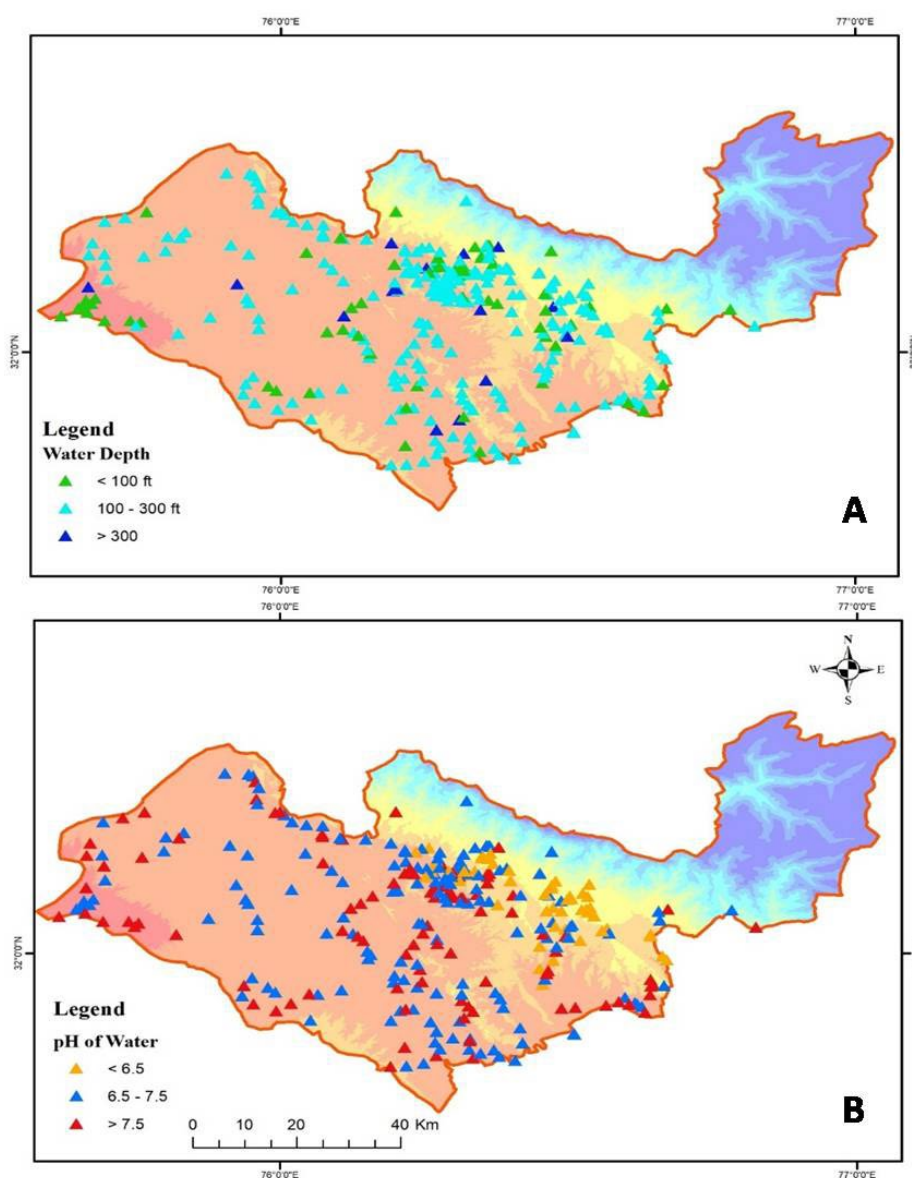 76°0'0"E 77°0'0"E
32°0'0"N
Legend
Water Depth
< 100 ft
100 - 300 ft
> 300
A
76°0'0"E 77°0'0"E
76°0'0"E 77°0'0"E
N
W E
S
32°0'0"N
Legend
pH of Water
< 6.5
6.5 - 7.5
> 7.5
0 10 20 40 Km
B
76°0'0"E 77°0'0"E